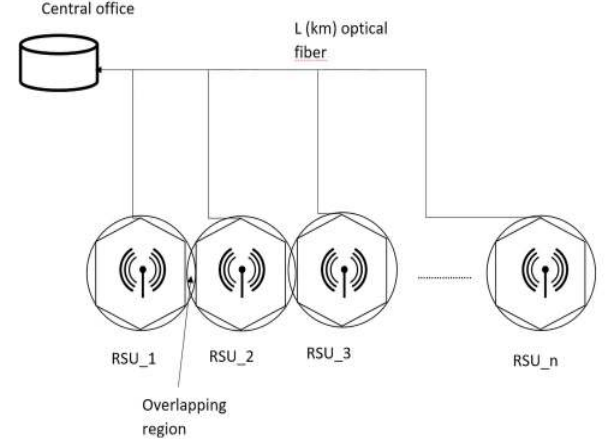 Central office
L (km) optical
fiber
RSU_1
RSU_2
RSU_3
RSU_n
Overlapping
region